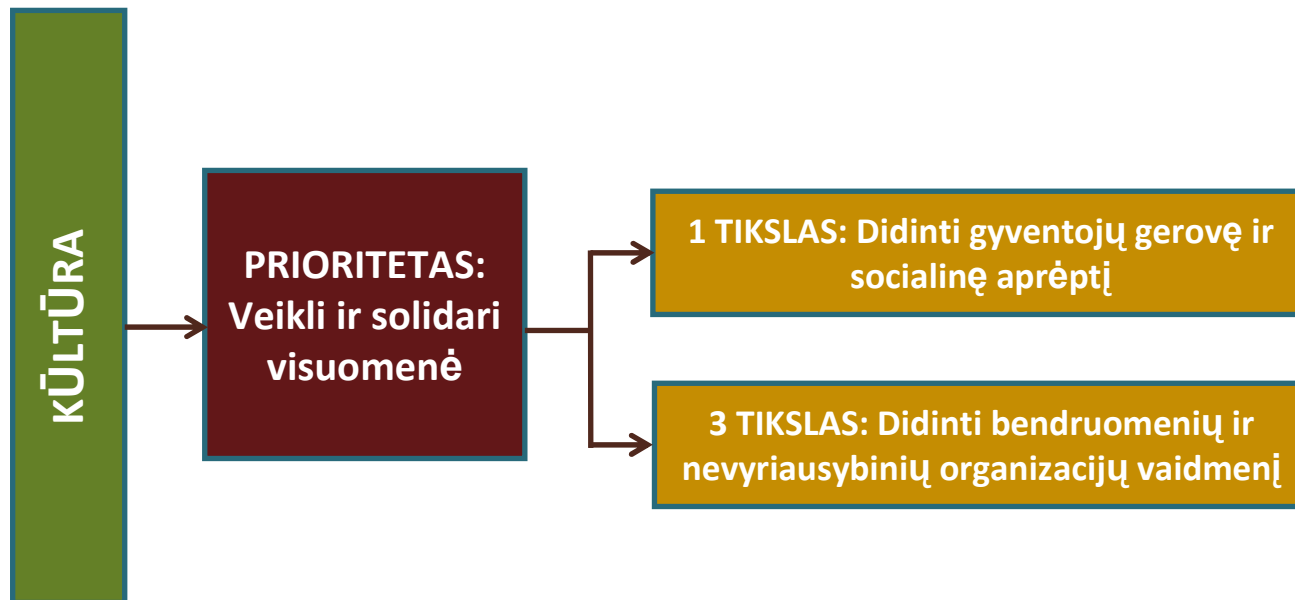 KŪLTŪRA
PRIORITETAS:
Veikli ir solidari
visuomenė
1 TIKSLAS: Didinti gyventojų gerovę ir
socialinę aprėptį
3 TIKSLAS: Didinti bendruomenių ir
nevyriausybinių organizacijų vaidmenį